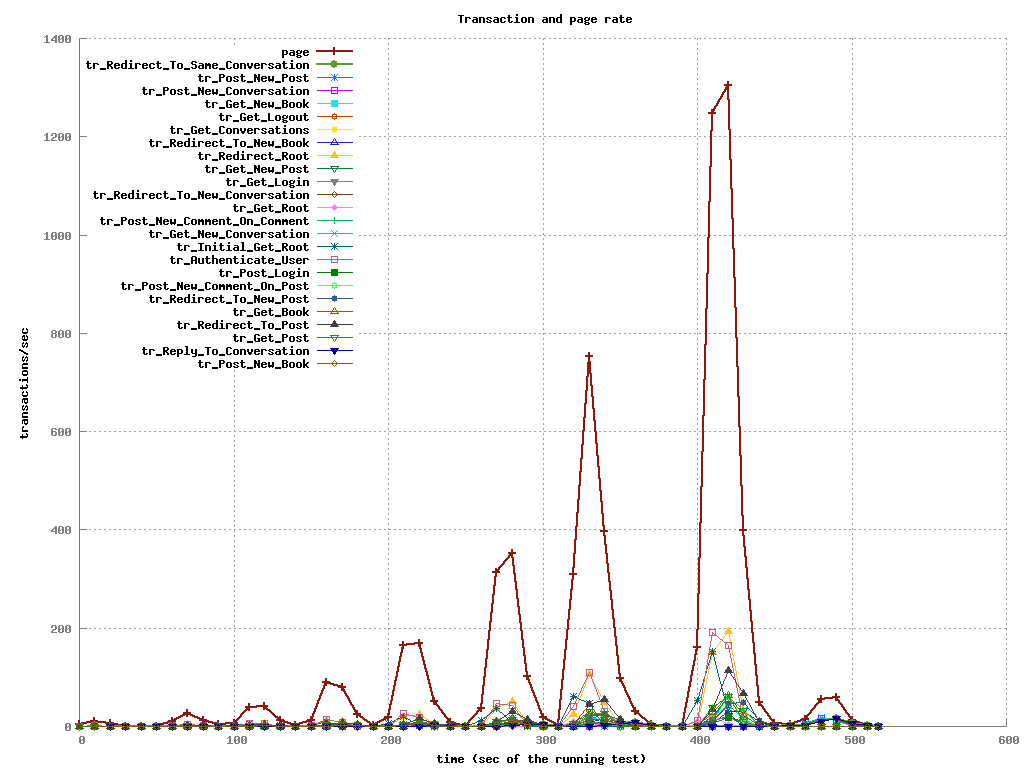 Transaction and page rate
1400
1200
1000
800
600
400
200
0
transactions/sec
page
tr_Redirect_To_Same_Conversation
tr_Post_New_Post
tr_Post_New_Conversation
tr_Get_New_Book
tr_Get_Logout
tr_Get_Conversations
tr_Redirect_To_New_Book
tr_Redirect_Root
tr_Get_New_Post
tr_Get_Login
tr_Redirect_To_New_Conversation
tr_Get_Root
tr_Post_New_Comment_On_Comment
tr_Get_New_Conversation
tr_Initial_Get_Root
tr_Authenticate_User
tr_Post_Login
tr_Post_New_Comment_On_Post
tr_Redirect_To_New_Post
tr_Get_Book
tr_Redirect_To_Post
tr_Get_Post
tr_Reply_To_Conversation
tr_Post_New_Book
0 100 200 300 400 500 600
time (sec of the running test)